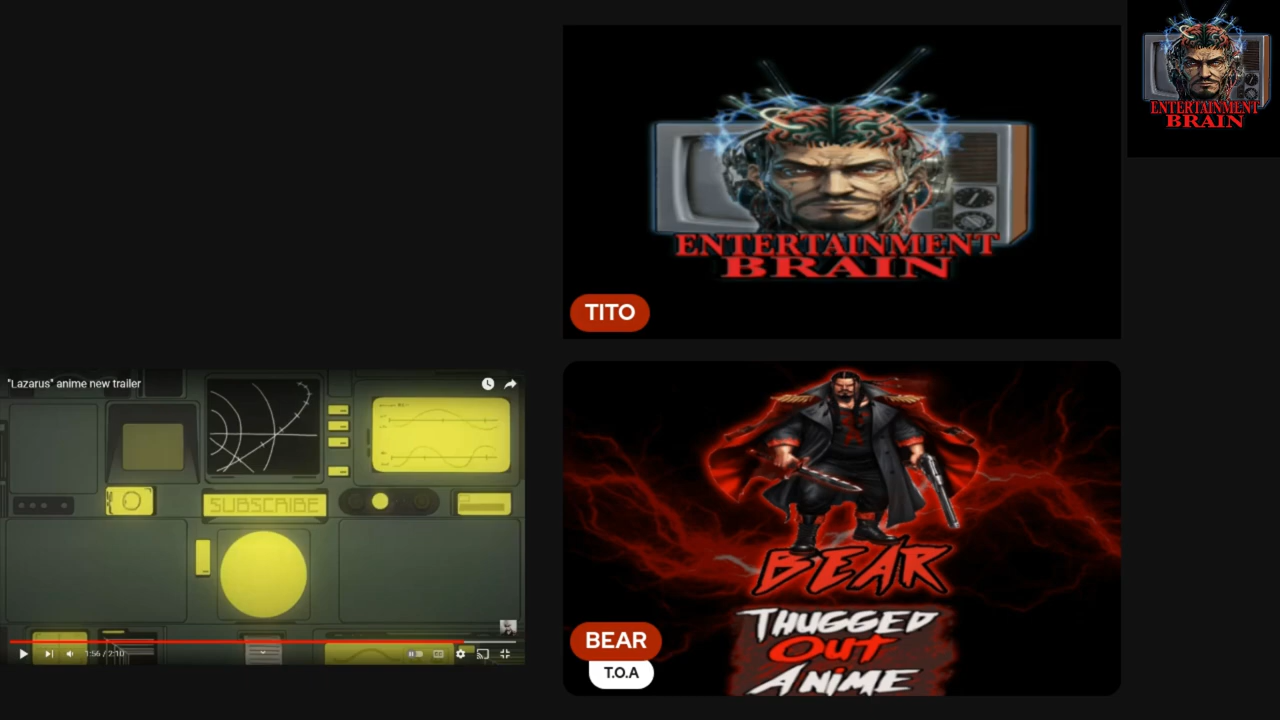 ENTERTAINMENT
BRAIN
TITO
ENTERTAINMENT
BRAIN
"Lazarus" anime new trailer
SUBSCRIBE
1:56 / 2:10
CC
BEAR
THUGGED
OUT
ANIME
BEAR
T.O.A